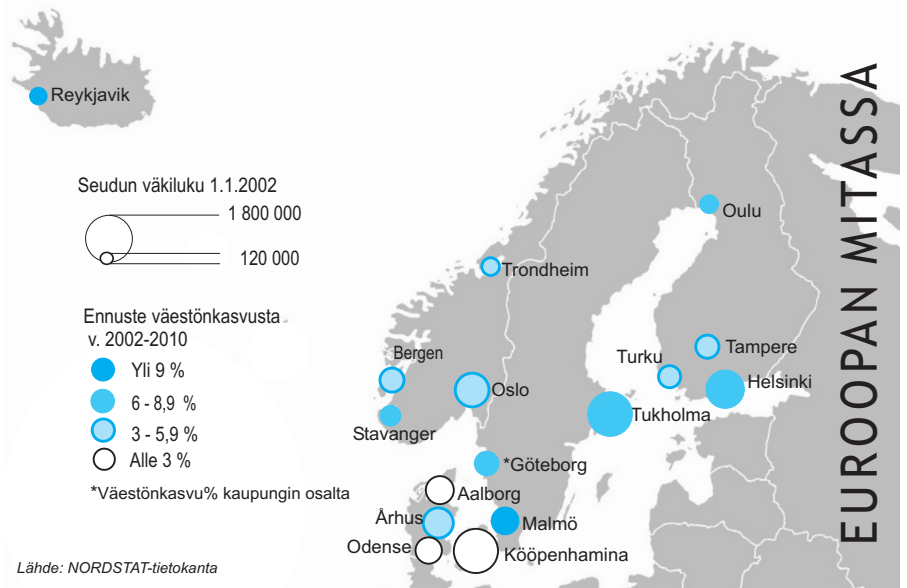 Reykjavik
Seudun väkiluku 1.1.2002
1 800 000
120 000
Ennuste väestönkasvusta
v. 2002-2010
Yli 9 %
6 - 8,9 %
3 - 5,9 %
Alle 3 %
*Väestönkasvu% kaupungin osalta
Lähde: NORDSTAT-tietokanta
Oulu
Trondheim
Bergen
Oslo
Stavanger
Turku
Tampere
Helsinki
Tukholma
*Göteborg
Aalborg
Århus
Malmö
Odense
Kööpenhamina
EUROOPAN MITASSA